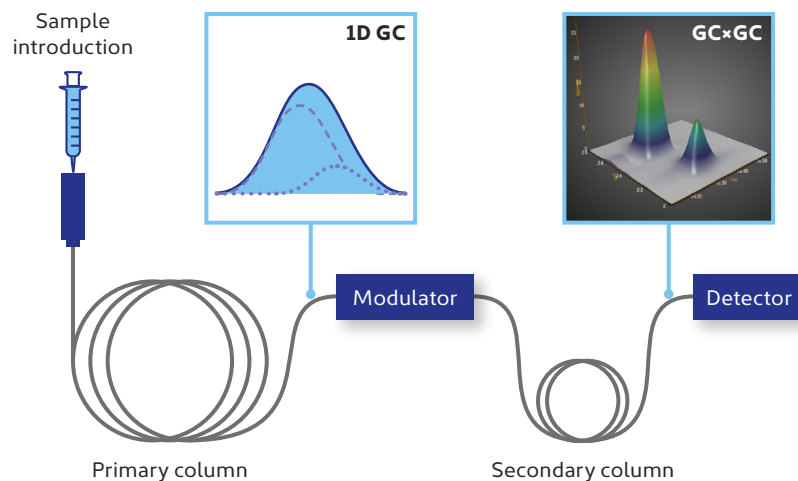 Sample
introduction
1D GC
GC×GC
Modulator
Detector
Primary column
Secondary column